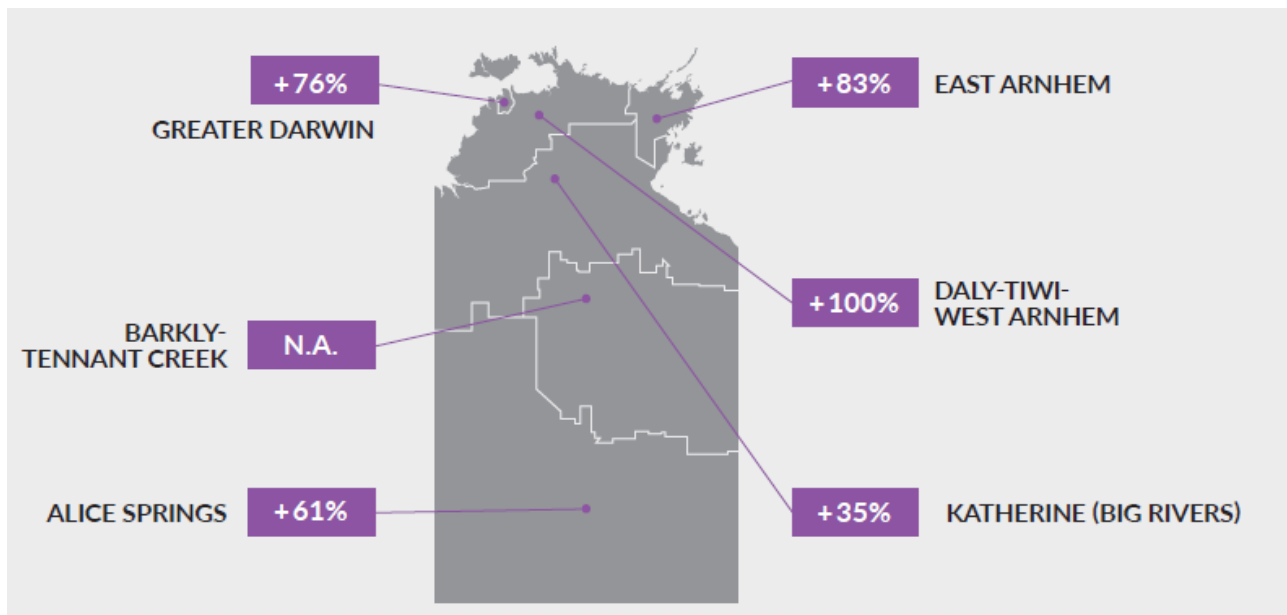 +76%
GREATER DARWIN
+83%
EAST ARNHEM
+100%
DALY-TIWI-
WEST ARNHEM
BARKLY-
TENNANT CREEK
N.A.
ALICE SPRINGS
+61%
+35%
KATHERINE (BIG RIVERS)